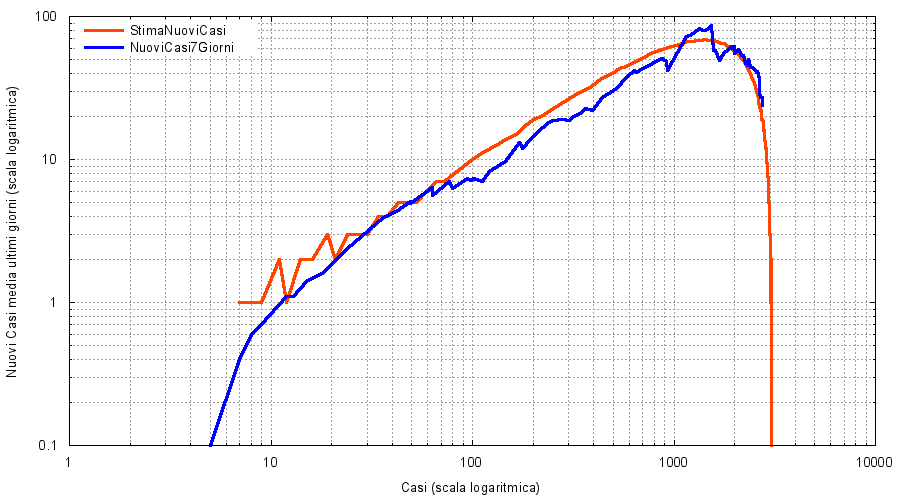 100
10
1
0.1
Nuovi Casi media ultimi giorni (scala logaritmica)
StimaNuoviCasi
NuoviCasi7Giorni
1
10
100
1000
10000
Casi (scala logaritmica)